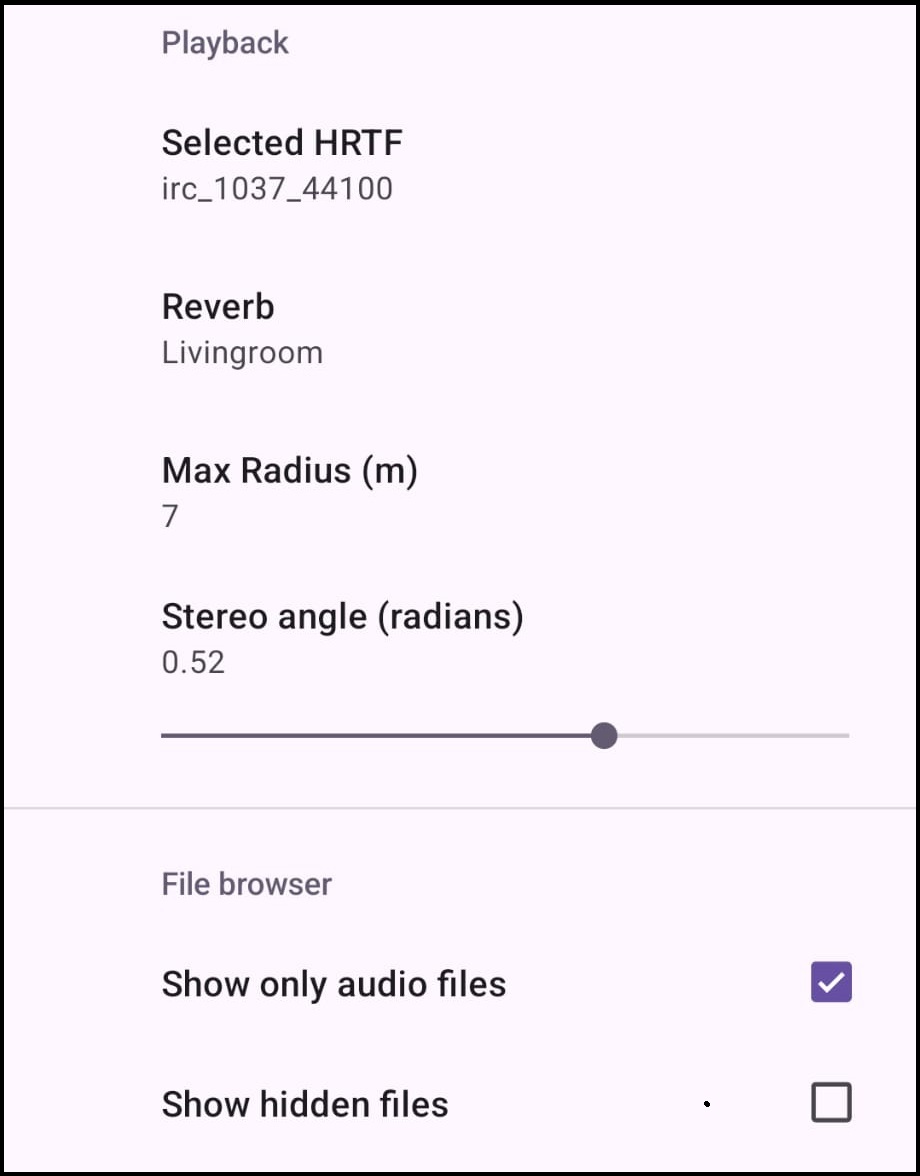 Playback
Selected HRTF
irc_1037_44100
Reverb
Livingroom
Max Radius (m)
7
Stereo angle (radians)
0.52
File browser
Show only audio files
Show hidden files